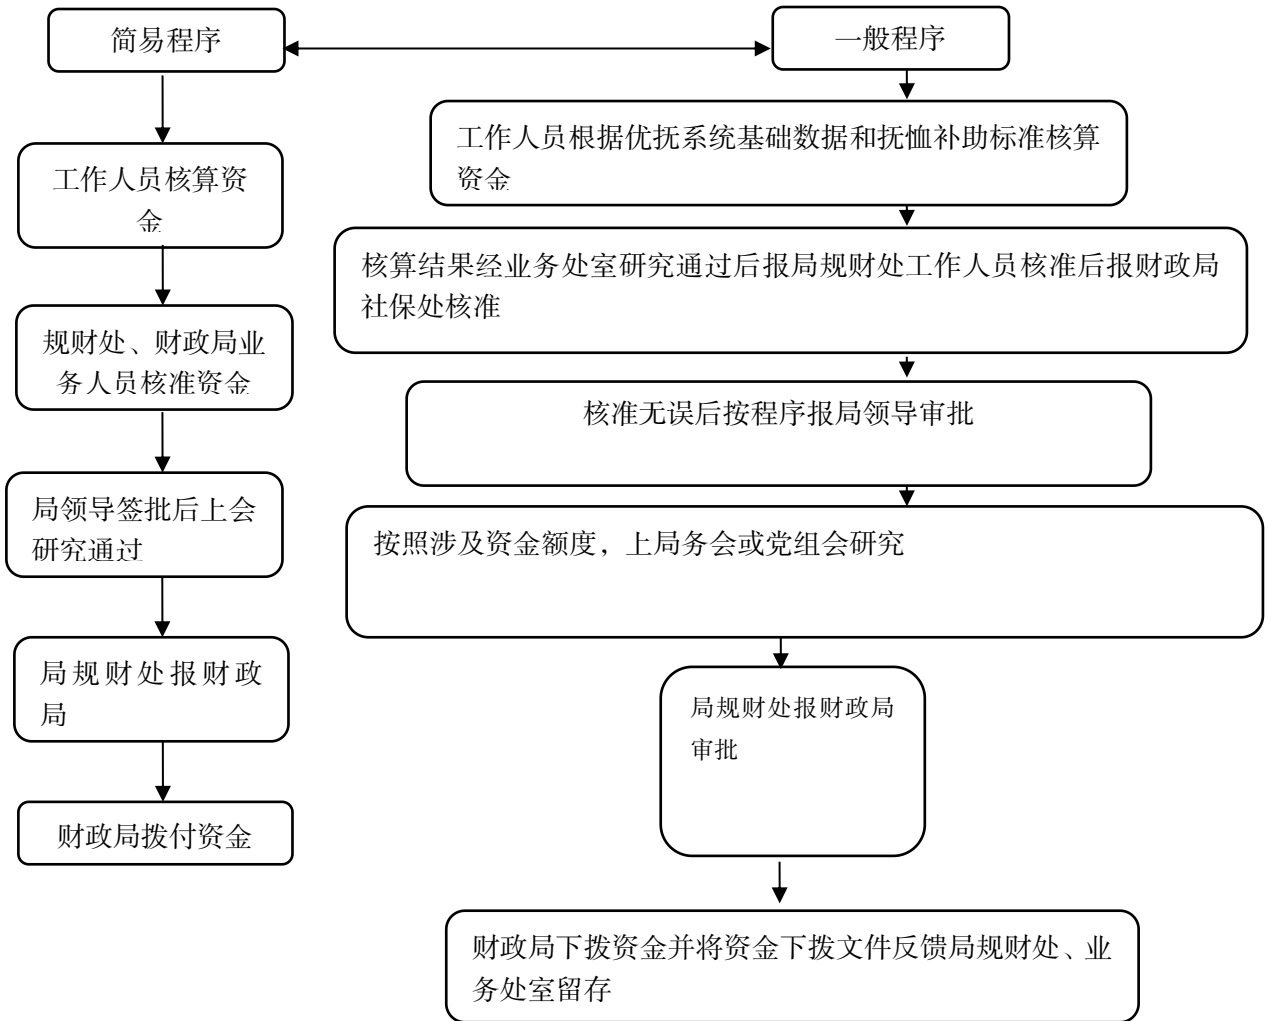 简易程序
工作人员核算资
金
规财处、财政局业
务人员核准资金
局领导签批后上会
研究通过
局规财处报财政
局
财政局拨付资金
一般程序
工作人员根据优抚系统基础数据和抚恤补助标准核算
资金
核算结果经业务处室研究通过后报局规财处工作人员核准后报财政局
社保处核准
核准无误后按程序报局领导审批
按照涉及资金额度，上局务会或党组会研究
局规财处报财政局
审批
财政局下拨资金并将资金下拨文件反馈局规财处、业
务处室留存